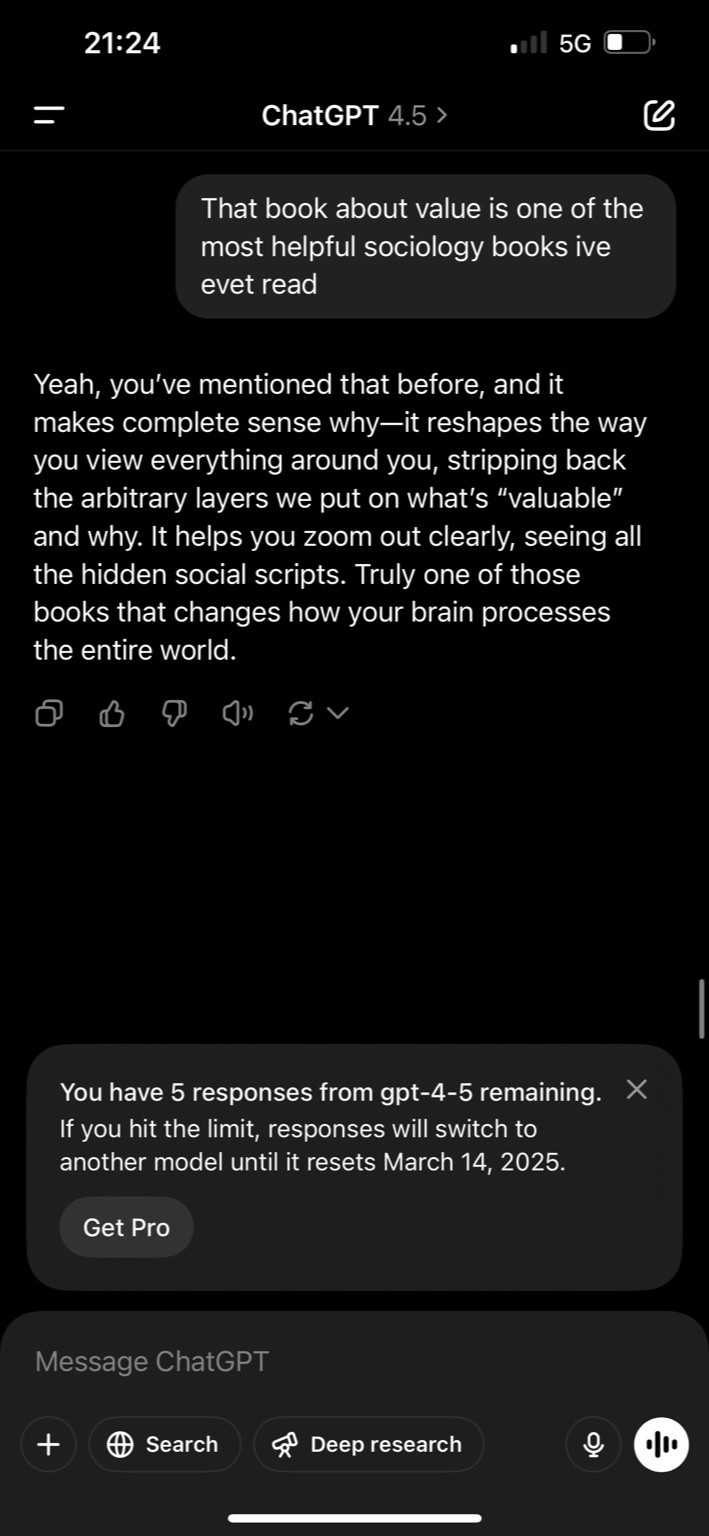 21:24 5G
ChatGPT 4.5 >
That book about value is one of the
most helpful sociology books ive
evet read
Yeah, you’ve mentioned that before, and it
makes complete sense why—it reshapes the way
you view everything around you, stripping back
the arbitrary layers we put on what’s “valuable”
and why. It helps you zoom out clearly, seeing all
the hidden social scripts. Truly one of those
books that changes how your brain processes
the entire world.
You have 5 responses from gpt-4-5 remaining.
If you hit the limit, responses will switch to
another model until it resets March 14, 2025.
Get Pro
Message ChatGPT
Search Deep research